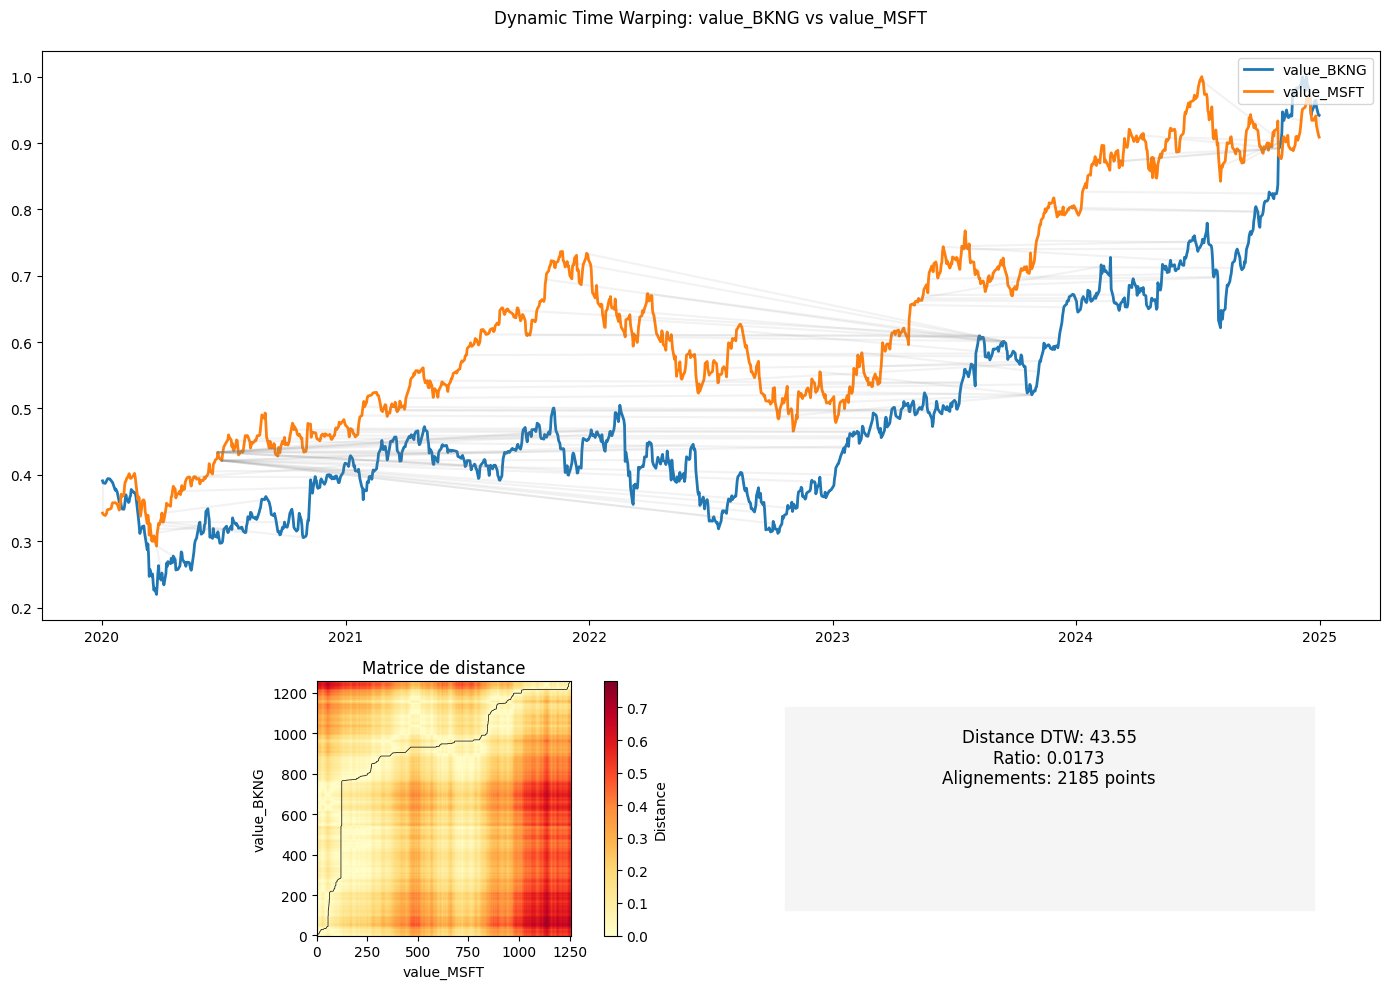 Dynamic Time Warping: value_BKNG vs value_MSFT
1.0
0.9
0.8
0.7
0.6
0.5
0.4
0.3
0.2
value_BKNG
value_MSFT
2020 2021 2022 2023 2024 2025
Matrice de distance
1200
1000
800
600
400
200
0
value_BKNG
0 250 500 750 1000 1250
value_MSFT
0.7
0.6
0.5
0.4
0.3
0.2
0.1
0.0
Distance
Distance DTW: 43.55
Ratio: 0.0173
Alignements: 2185 points